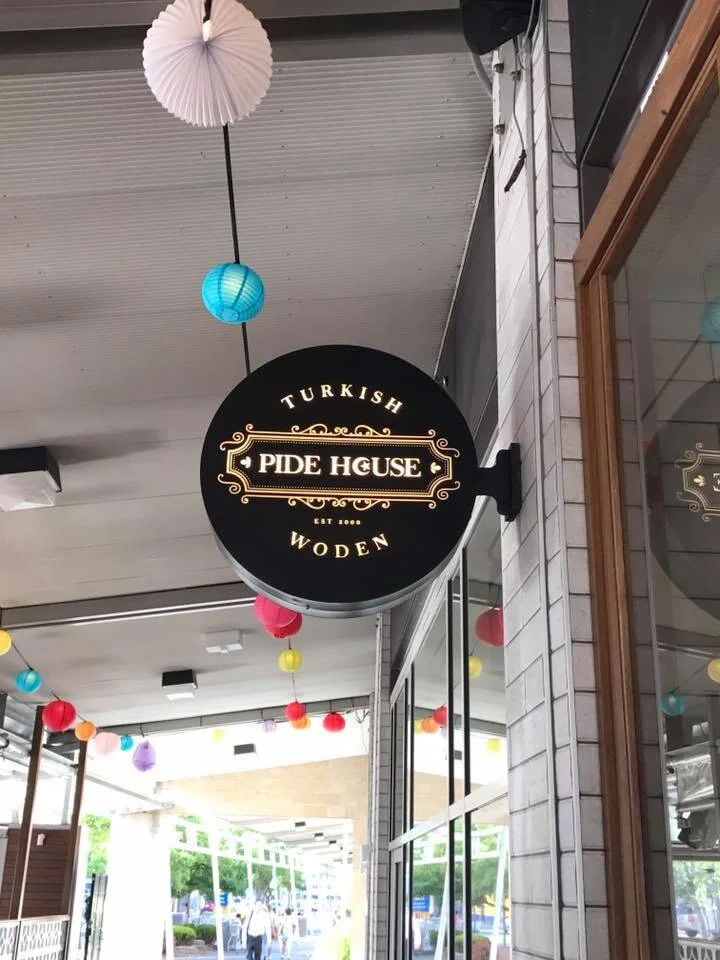 TURKISH
PIDE HOUSE
EST 2000
WODEN